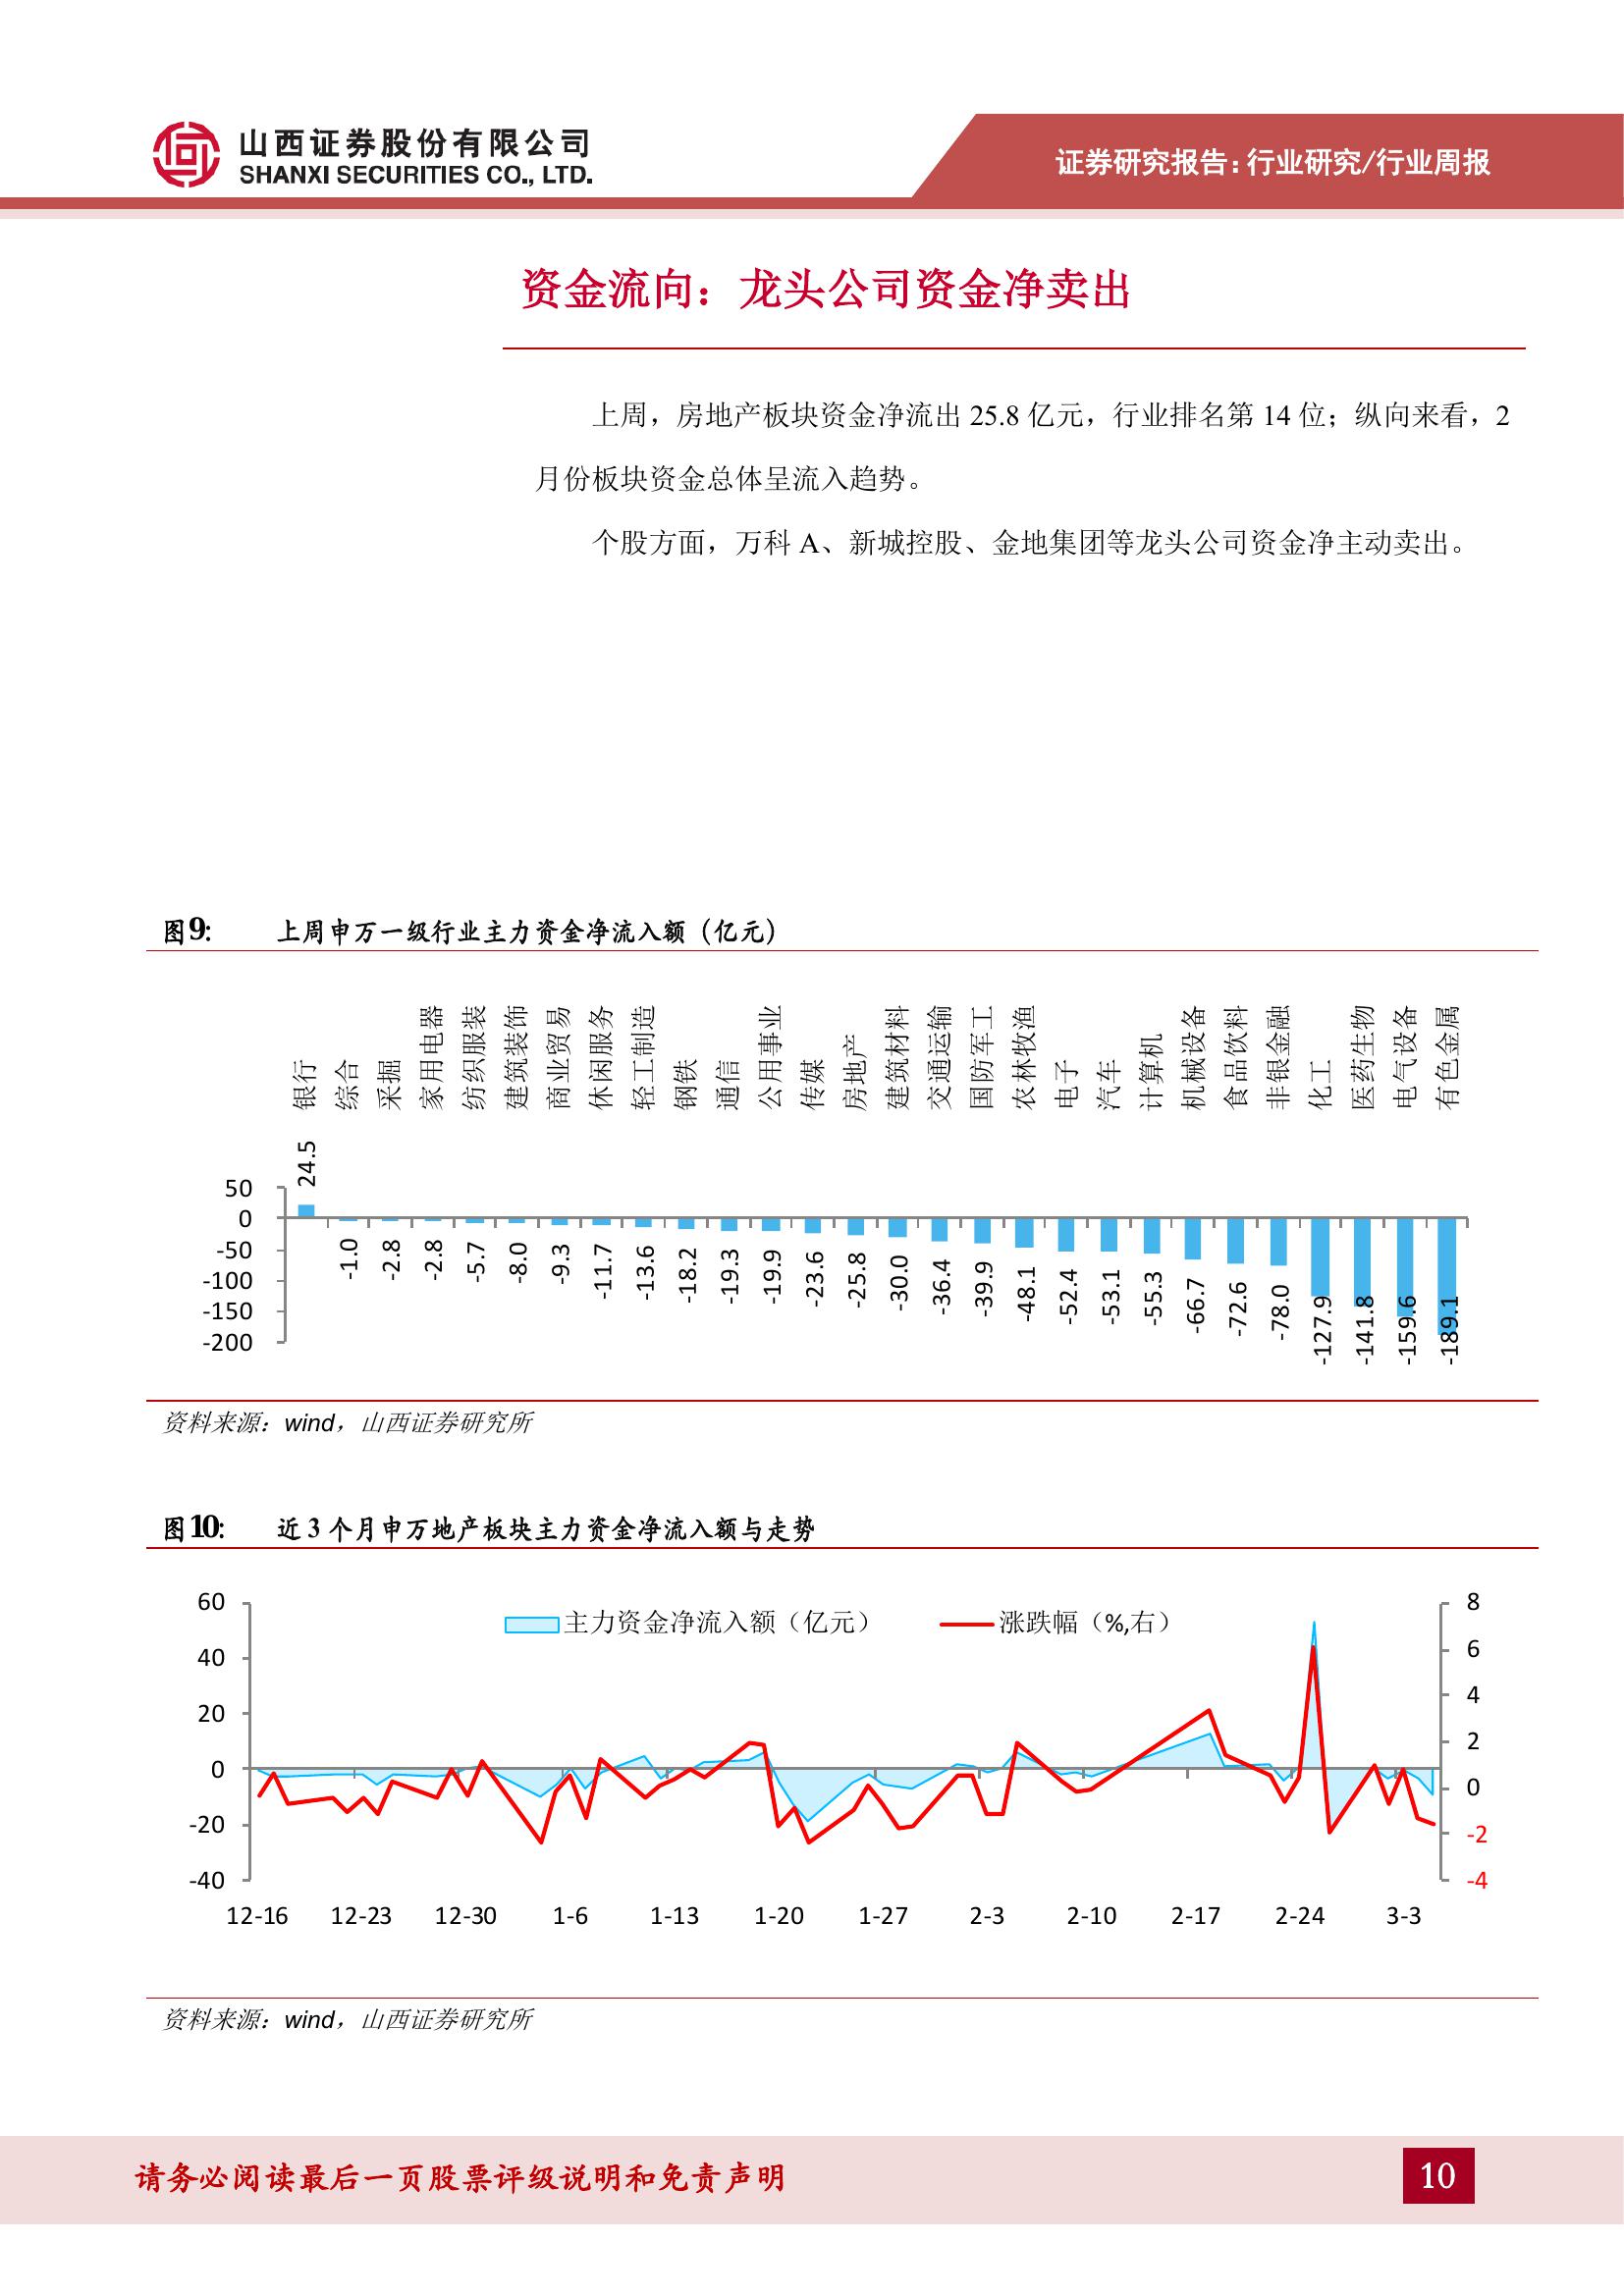 山西证券股份有限公司
SHANXI SECURITIES CO., LTD.
证券研究报告:行业研究/行业周报
资金流向：龙头公司资金净卖出
上周，房地产板块资金净流出 25.8 亿元，行业排名第 14 位；纵向来看，2
月份板块资金总体呈流入趋势。
个股方面，万科 A、新城控股、金地集团等龙头公司资金净主动卖出。
图9: 上周申万一级行业主力资金净流入额（亿元）
银行 综合 采掘 家用电器 纺织服装 建筑装饰 商业贸易 休闲服务 轻工制造 钢铁 通信 公用事业 传媒 房地产 建筑材料 交通运输 国防军工 农林牧渔 电子 汽车 计算机 机械设备 食品饮料 非银金融 化工 医药生物 电气设备 有色金属
24.5 -1.0 -2.8 -2.8 -5.7 -8.0 -9.3 -11.7 -13.6 -18.2 -19.3 -19.9 -23.6 -25.8 -30.0 -36.4 -39.9 -48.1 -52.4 -53.1 -55.3 -66.7 -72.6 -78.0 -127.9 -141.8 -159.6 -189.1
50
0
-50
-100
-150
-200
资料来源：wind，山西证券研究所
图10: 近 3 个月申万地产板块主力资金净流入额与走势
主力资金净流入额（亿元） 涨跌幅（%,右）
60
40
20
0
-20
-40
8
6
4
2
0
-2
-4
12-16 12-23 12-30 1-6 1-13 1-20 1-27 2-3 2-10 2-17 2-24 3-3
资料来源：wind，山西证券研究所
请务必阅读最后一页股票评级说明和免责声明
10